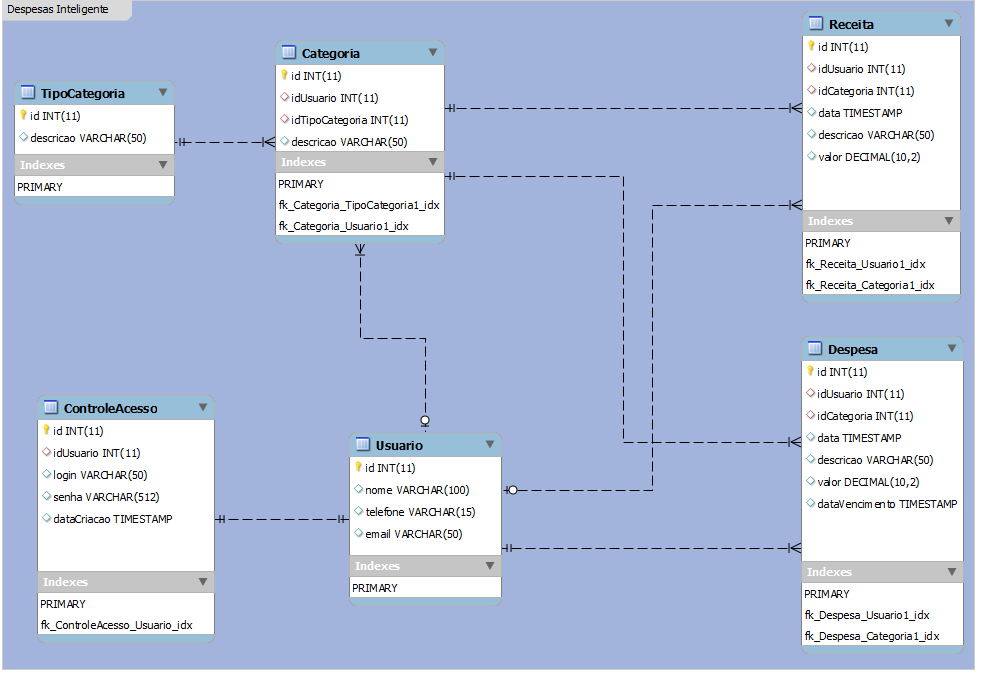 Despesas Inteligente
TipoCategoria
id INT(11)
descricao VARCHAR(50)
Indexes
PRIMARY
Categoria
id INT(11)
idUsuario INT(11)
idTipoCategoria INT(11)
descricao VARCHAR(50)
Indexes
PRIMARY
fk_Categoria_TipoCategoria1_idx
fk_Categoria_Usuario1_idx
Receita
id INT(11)
idUsuario INT(11)
idCategoria INT(11)
data TIMESTAMP
descricao VARCHAR(50)
valor DECIMAL(10,2)
Indexes
PRIMARY
fk_Receita_Usuario1_idx
fk_Receita_Categoria1_idx
ControleAcesso
id INT(11)
idUsuario INT(11)
login VARCHAR(50)
senha VARCHAR(512)
dataCriacao TIMESTAMP
Indexes
PRIMARY
fk_ControleAcesso_Usuario_idx
Usuario
id INT(11)
nome VARCHAR(100)
telefone VARCHAR(15)
email VARCHAR(50)
Indexes
PRIMARY
Despesa
id INT(11)
idUsuario INT(11)
idCategoria INT(11)
data TIMESTAMP
descricao VARCHAR(50)
valor DECIMAL(10,2)
dataVencimento TIMESTAMP
Indexes
PRIMARY
fk_Despesa_Usuario1_idx
fk_Despesa_Categoria1_idx